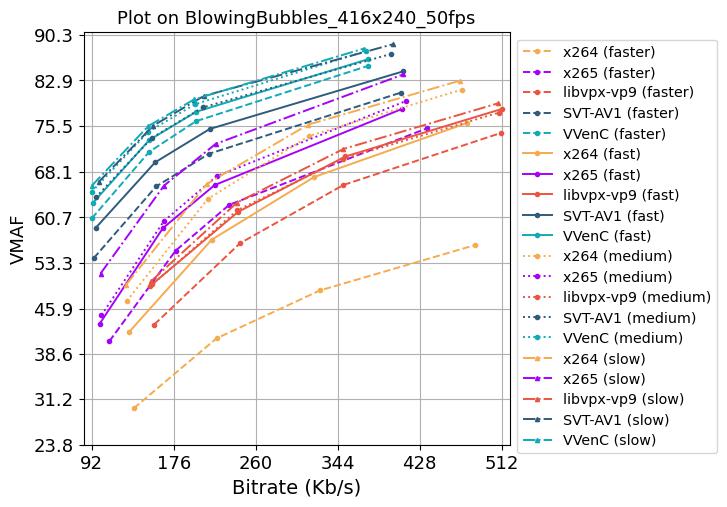 Plot on BlowingBubbles_416x240_50fps
90.3
82.9
75.5
68.1
60.7
53.3
45.9
38.6
31.2
23.8
VMAF
92 176 260 344 428 512
Bitrate (Kb/s)
x264 (faster)
x265 (faster)
libvpx-vp9 (faster)
SVT-AV1 (faster)
VVenC (faster)
x264 (fast)
x265 (fast)
libvpx-vp9 (fast)
SVT-AV1 (fast)
VVenC (fast)
x264 (medium)
x265 (medium)
libvpx-vp9 (medium)
SVT-AV1 (medium)
VVenC (medium)
x264 (slow)
x265 (slow)
libvpx-vp9 (slow)
SVT-AV1 (slow)
VVenC (slow)